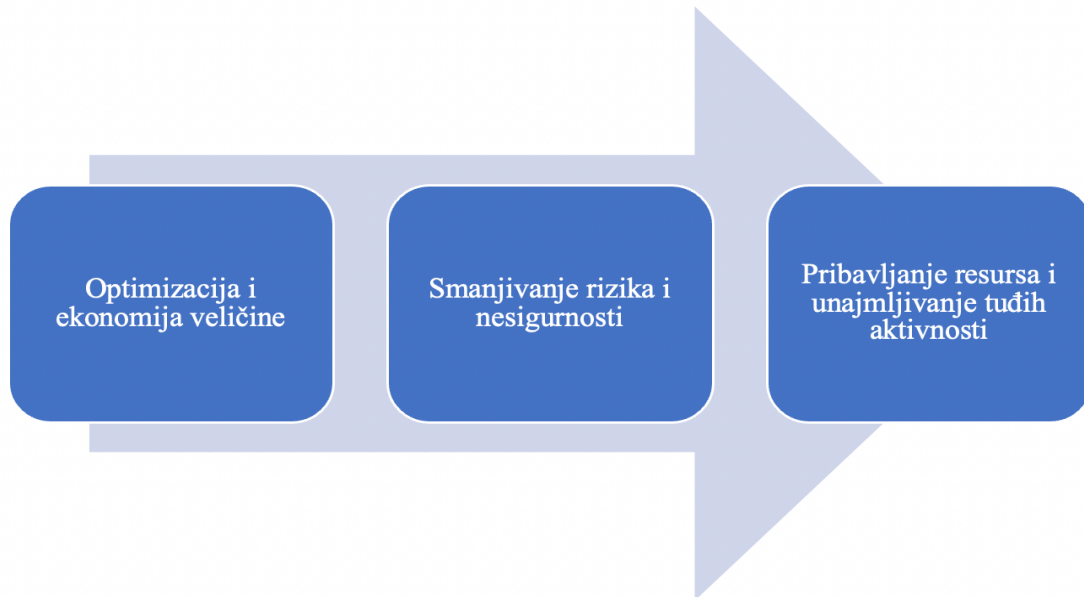 Optimizacija i
ekonomija veličine
Smanjivanje rizika i
nesigurnosti
Pribavljanje resursa i
unajmljivanje tuđih
aktivnosti